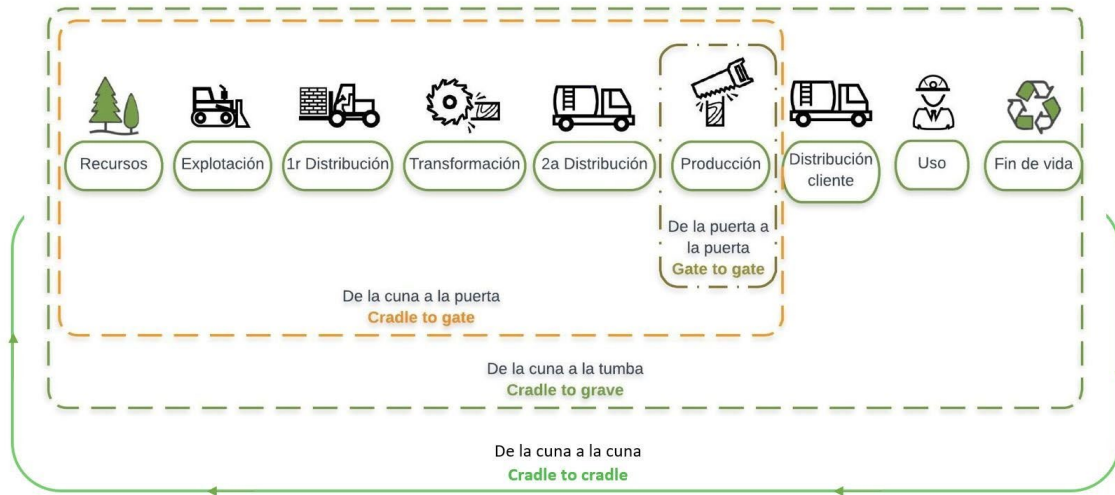 Recursos
Explotación
1r Distribución
Transformación
2a Distribución
Producción
Distribución
cliente
Uso
Fin de vida
De la puerta a
la puerta
Gate to gate
De la cuna a la puerta
Cradle to gate
De la cuna a la tumba
Cradle to grave
De la cuna a la cuna
Cradle to cradle